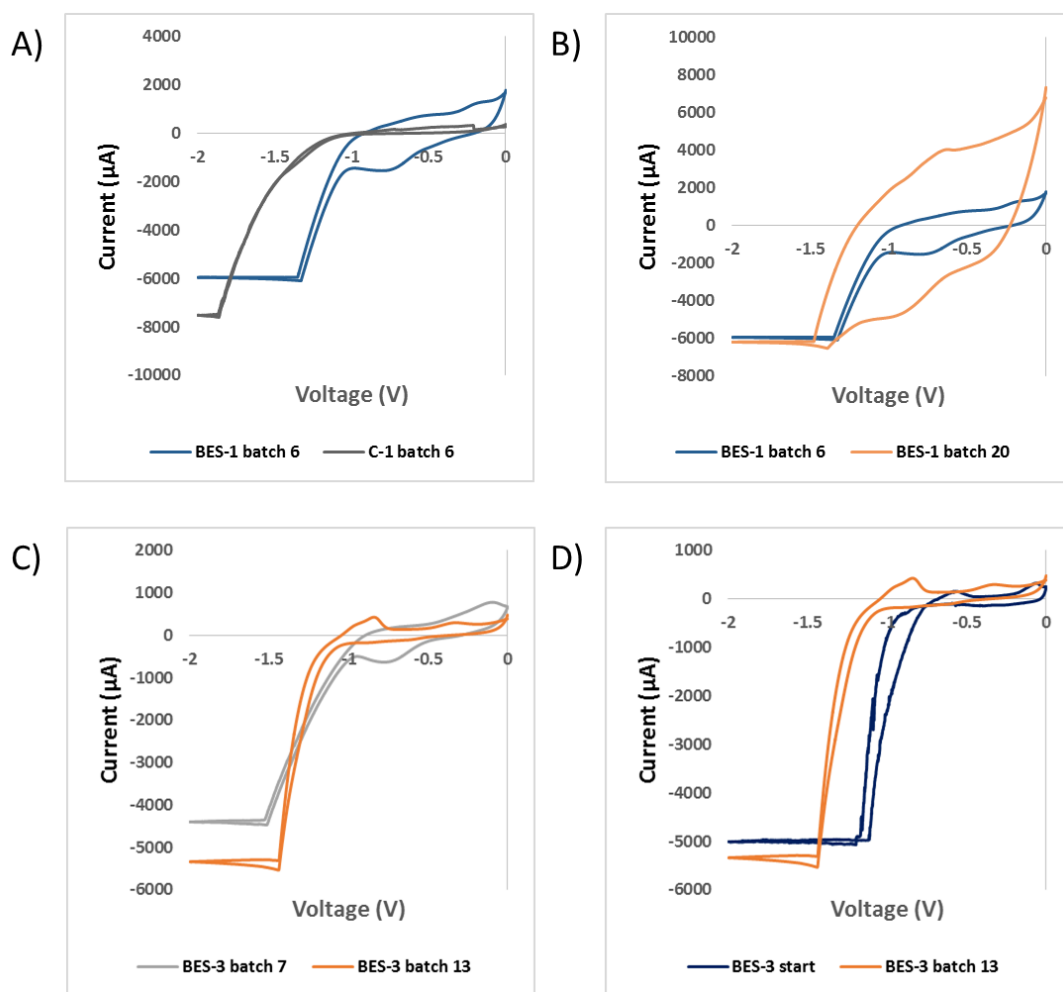 A)
4000
2000
0
-2000
-4000
-6000
-8000
-10000
-2
-1.5
-1
-0.5
0
Current (µA)
Voltage (V)
BES-1 batch 6
C-1 batch 6
B)
10000
8000
6000
4000
2000
0
-2000
-4000
-6000
-8000
-2
-1.5
-1
-0.5
0
Current (µA)
Voltage (V)
BES-1 batch 6
BES-1 batch 20
C)
2000
1000
0
-1000
-2000
-3000
-4000
-5000
-6000
-2
-1.5
-1
-0.5
0
Current (µA)
Voltage (V)
BES-3 batch 7
BES-3 batch 13
D)
1000
0
-1000
-2000
-3000
-4000
-5000
-6000
-2
-1.5
-1
-0.5
0
Current (µA)
Voltage (V)
BES-3 start
BES-3 batch 13